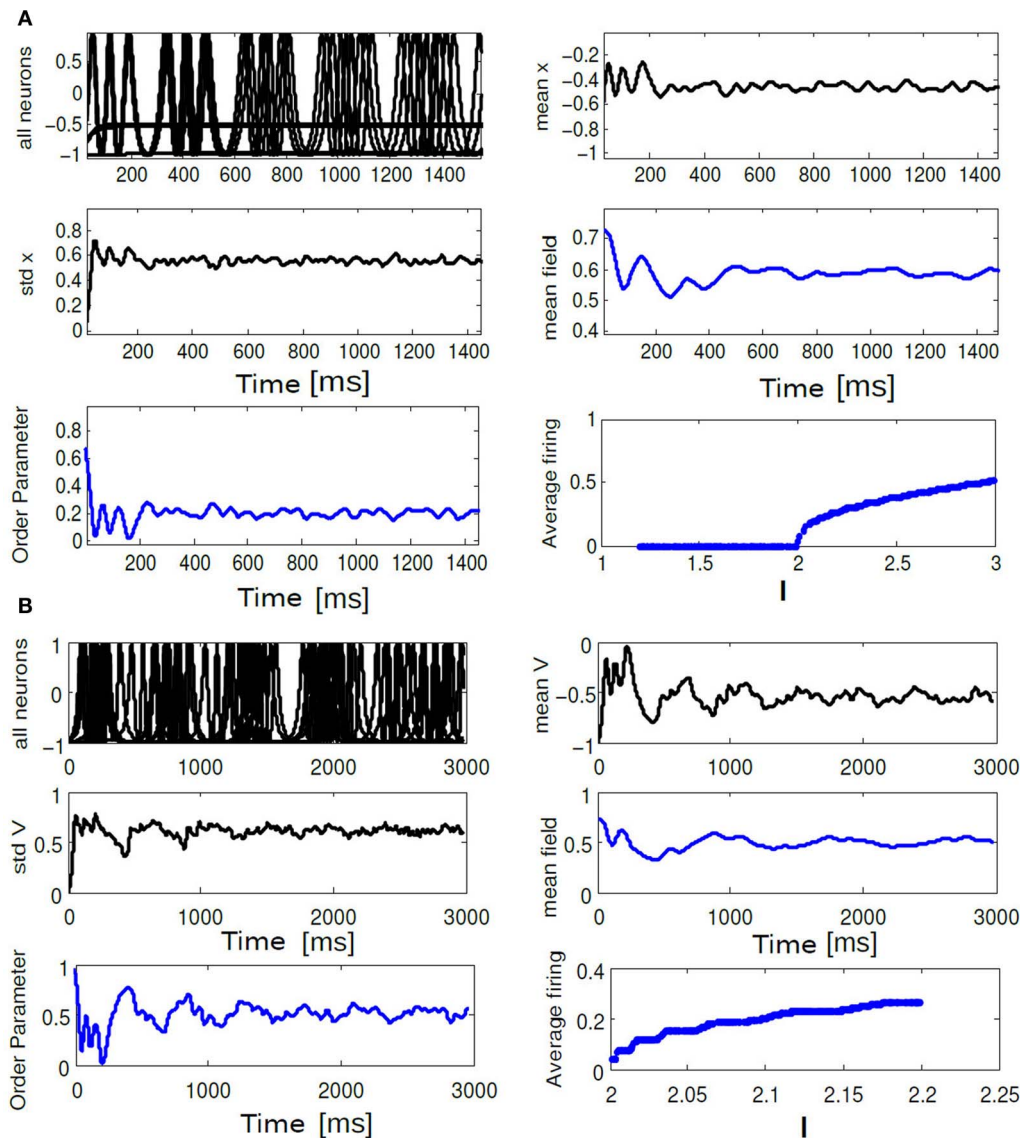 A
all neurons
0.5
0
−0.5
−1
200 400 600 800 1000 1200 1400
mean x
−0.2
−0.4
−0.6
−0.8
−1
200 400 600 800 1000 1200 1400
std x
0.8
0.6
0.4
0.2
0
200 400 600 800 1000 1200 1400
Time [ms]
mean field
0.7
0.6
0.5
0.4
200 400 600 800 1000 1200 1400
Time [ms]
Order Parameter
0.8
0.6
0.4
0.2
0
200 400 600 800 1000 1200 1400
Time [ms]
Average firing
1
0.5
0
1 1.5 2 2.5 3
I
B
all neurons
1
0
−1
0 1000 2000 3000
mean V
0
−0.5
−1
0 1000 2000 3000
std V
1
0.5
0
0 1000 2000 3000
Time [ms]
mean field
1
0.5
0
0 1000 2000 3000
Time [ms]
Order Parameter
1
0.5
0
0 1000 2000 3000
Time [ms]
Average firing
0.4
0.2
0
2 2.05 2.1 2.15 2.2 2.25
I